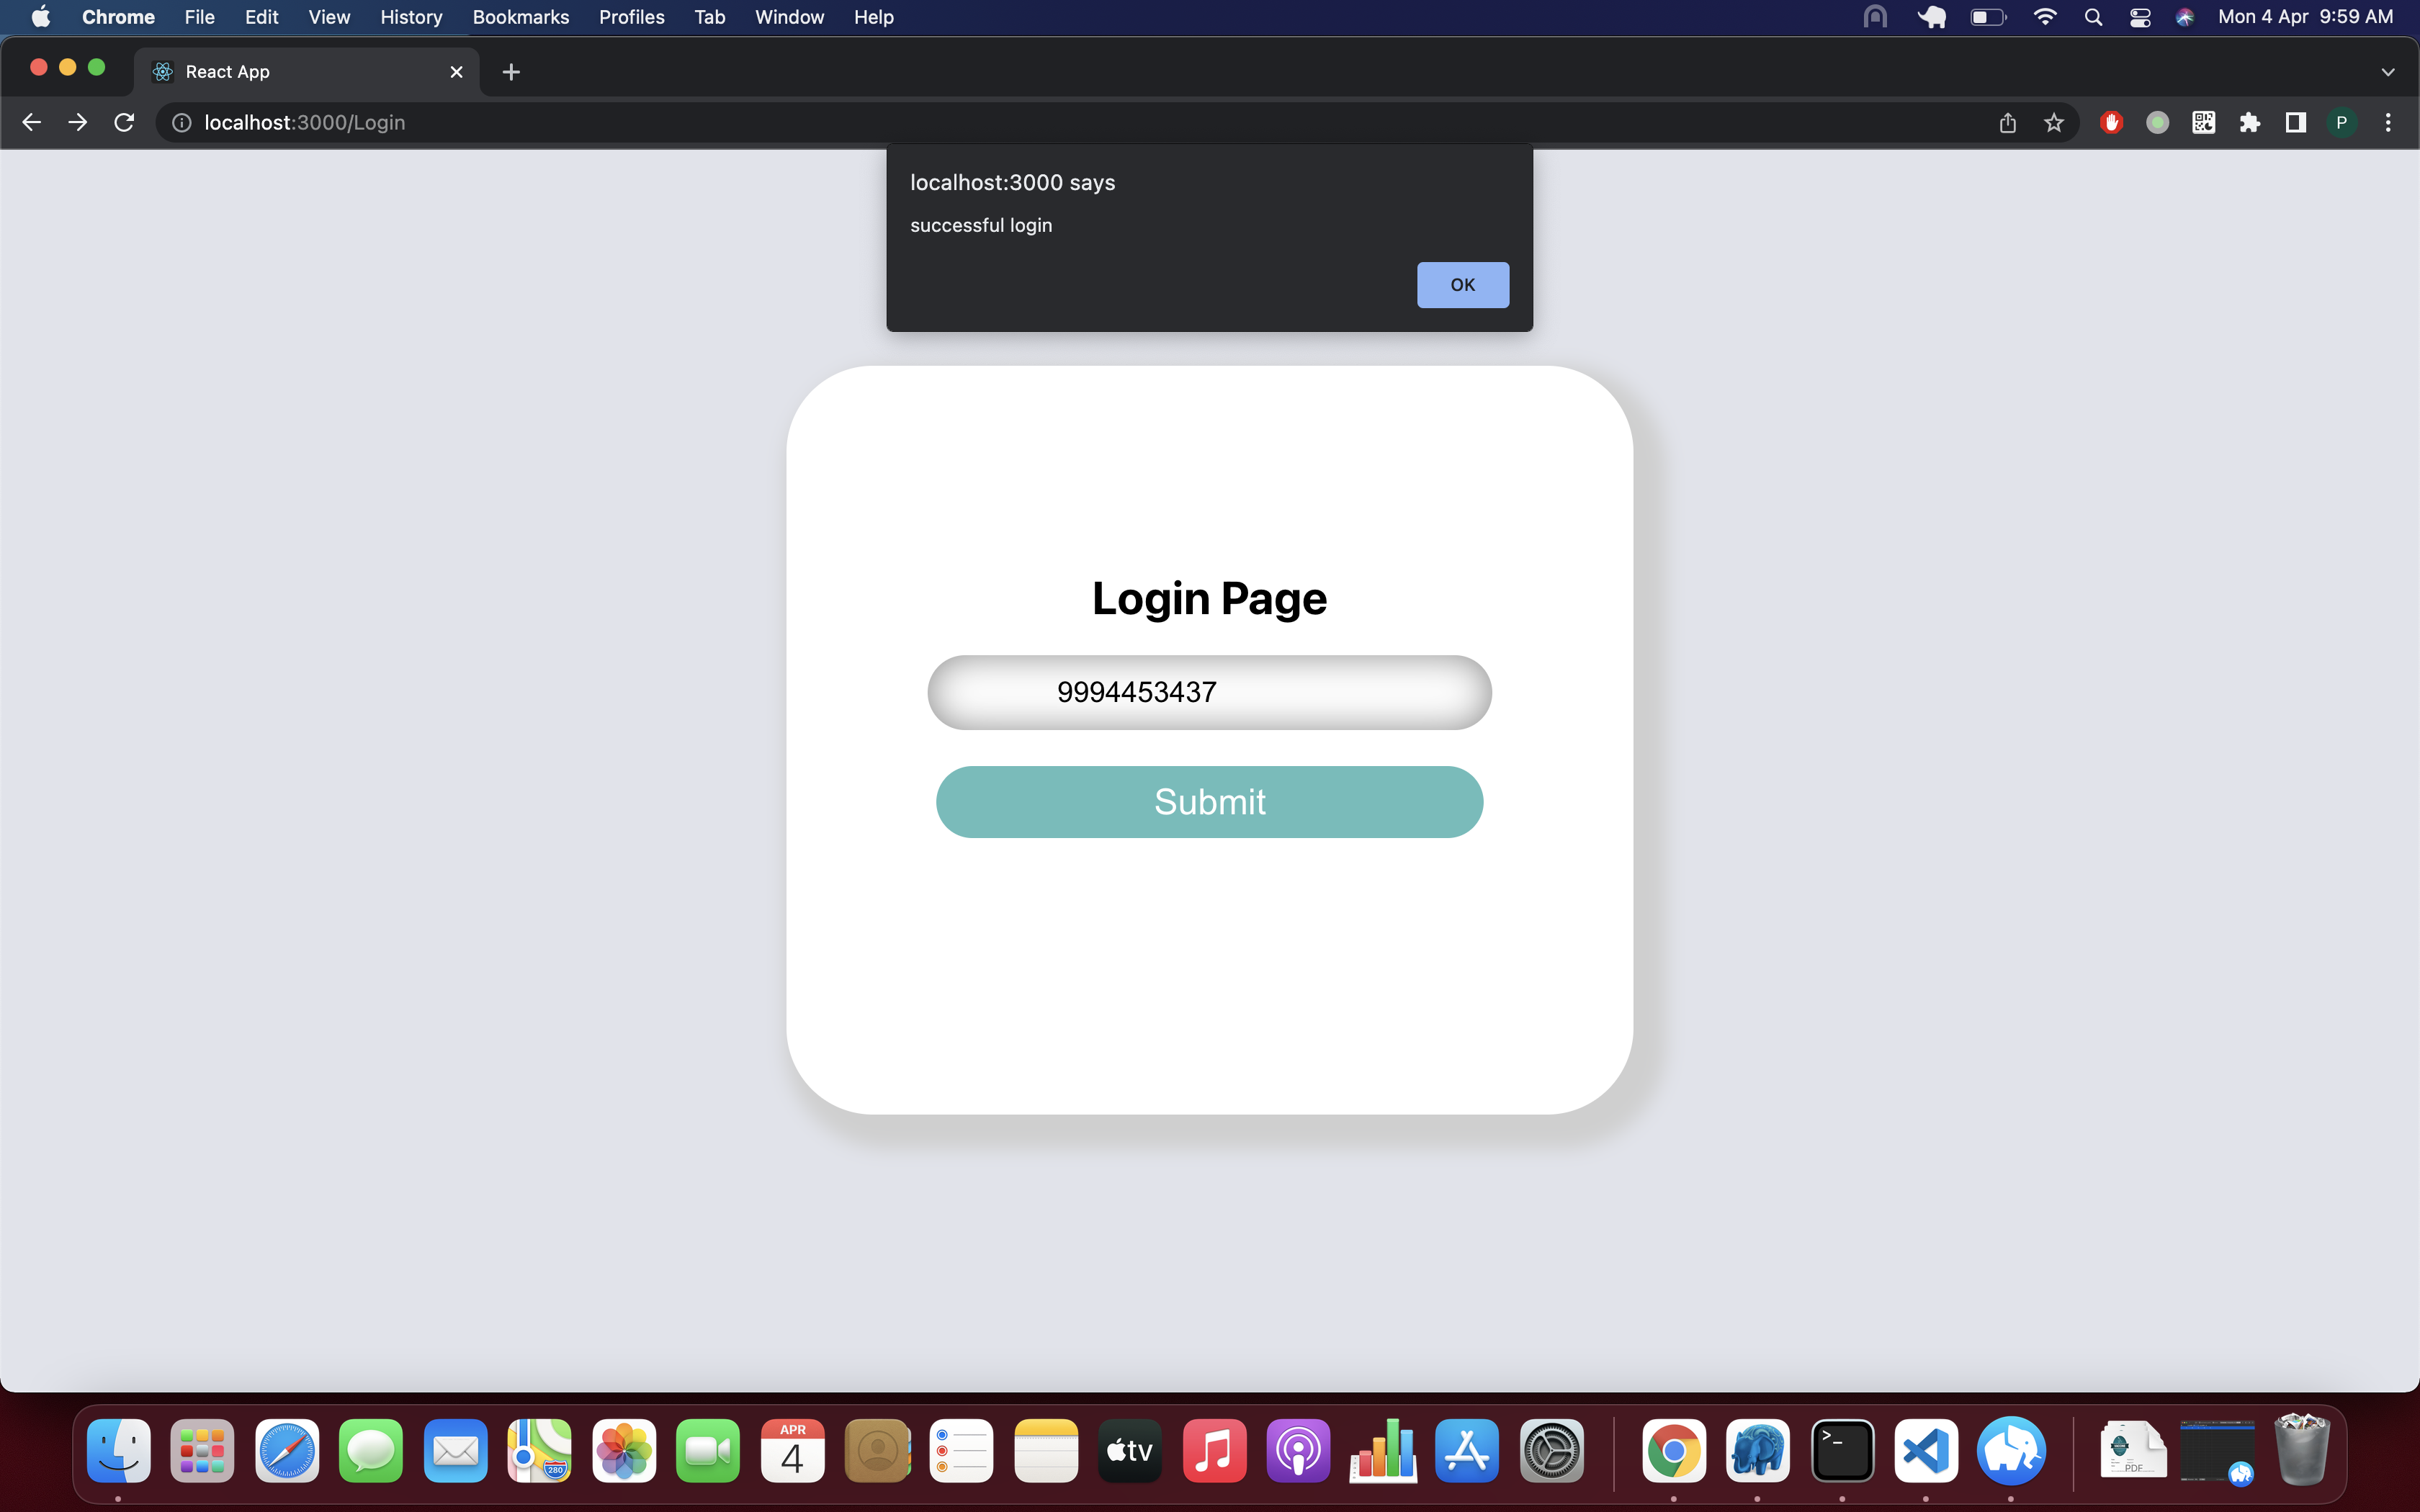 Chrome File Edit View History Bookmarks Profiles Tab Window Help Mon 4 Apr 9:59 AM
React App
localhost:3000/Login P
localhost:3000 says
successful login
OK
Login Page
9994453437
Submit
280
APR
4
tv
>_
PDF